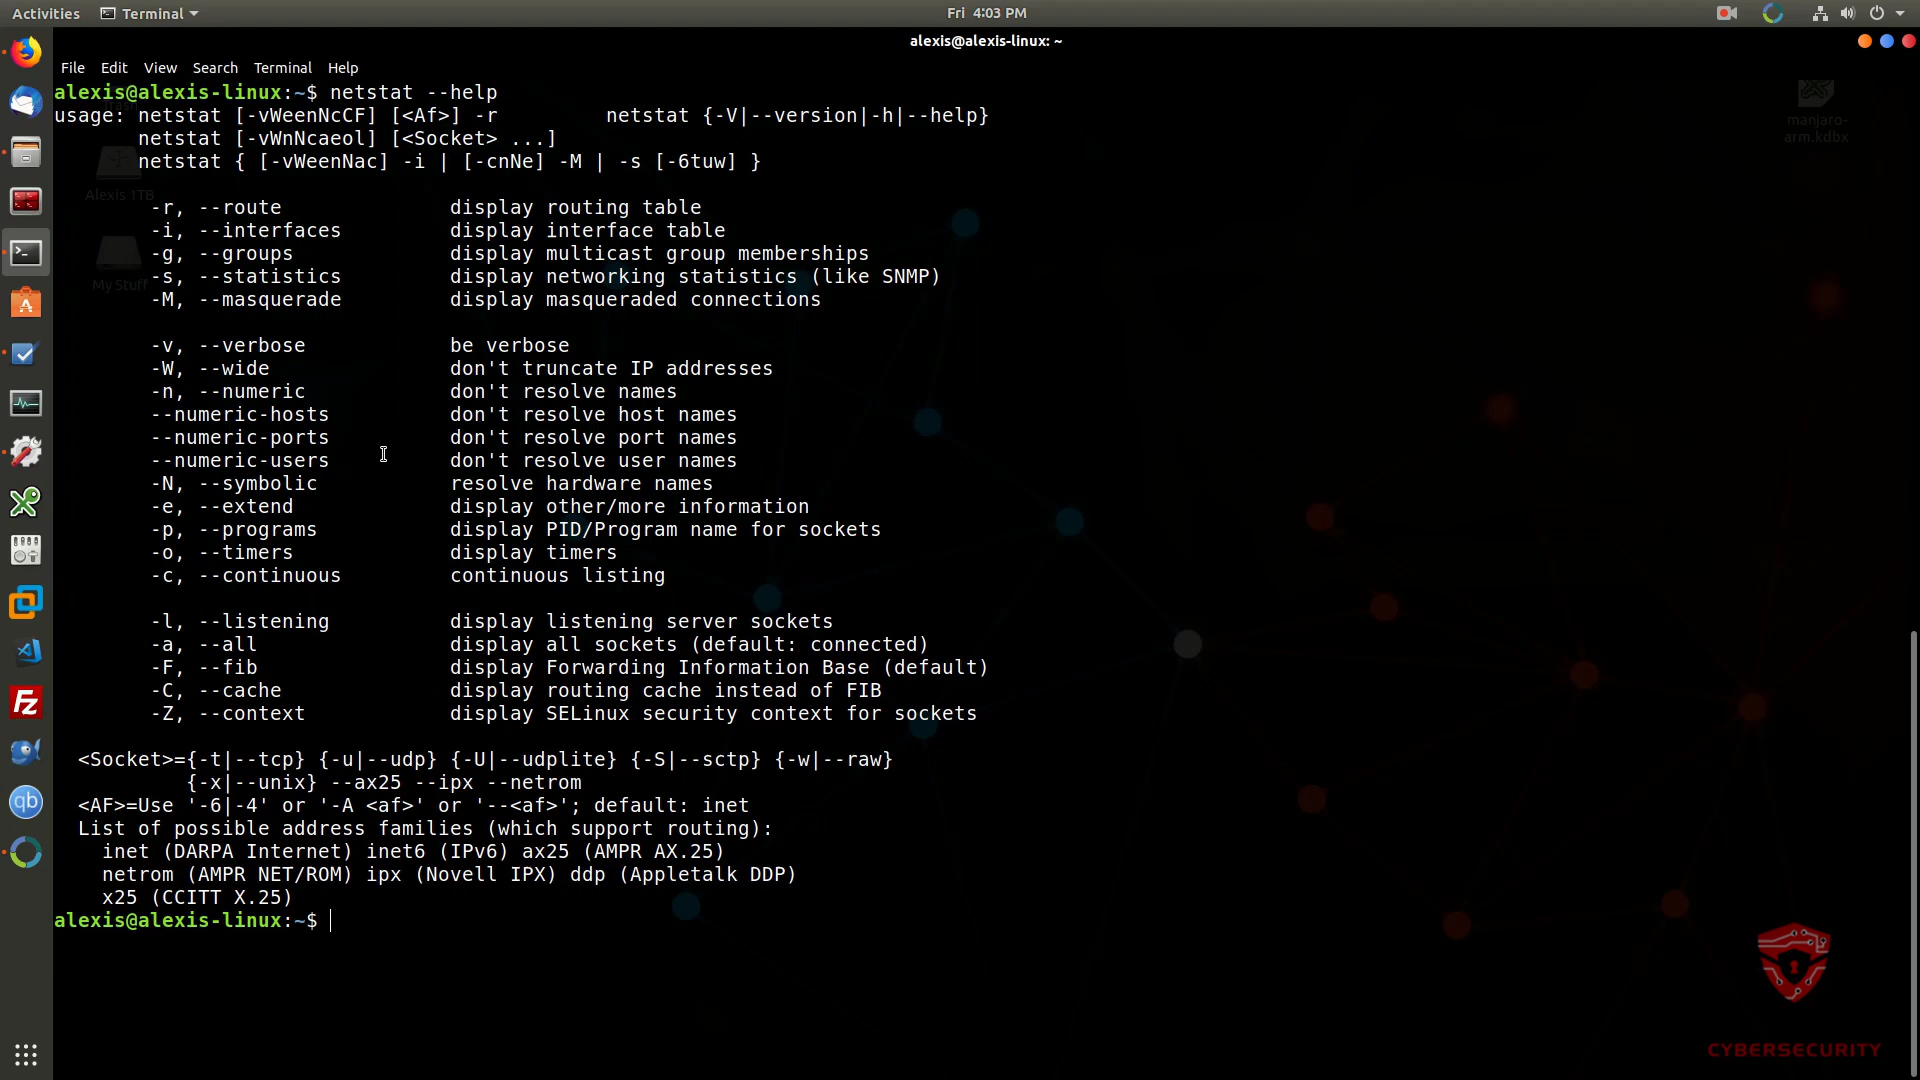 Activities Terminal Fri 4:03 PM
alexis@alexis-linux: ~
File Edit View Search Terminal Help
alexis@alexis-linux:~$ netstat --help
usage: netstat [-vWeenNcCF] [<Af>] -r         netstat {-V|--version|-h|--help}
       netstat [-vWnNcaeol] [<Socket> ...]
       netstat { [-vWeenNac] -i | [-cnNe] -M | -s [-6tuw] }
        -r, --route              display routing table
        -i, --interfaces         display interface table
        -g, --groups             display multicast group memberships
        -s, --statistics         display networking statistics (like SNMP)
        -M, --masquerade         display masqueraded connections
        -v, --verbose            be verbose
        -W, --wide               don't truncate IP addresses
        -n, --numeric            don't resolve names
        --numeric-hosts          don't resolve host names
        --numeric-ports          don't resolve port names
        --numeric-users          don't resolve user names
        -N, --symbolic           resolve hardware names
        -e, --extend             display other/more information
        -p, --programs           display PID/Program name for sockets
        -o, --timers             display timers
        -c, --continuous         continuous listing
        -l, --listening          display listening server sockets
        -a, --all                display all sockets (default: connected)
        -F, --fib                display Forwarding Information Base (default)
        -C, --cache              display routing cache instead of FIB
        -Z, --context            display SELinux security context for sockets
  <Socket>={-t|--tcp} {-u|--udp} {-U|--udplite} {-S|--sctp} {-w|--raw}
           {-x|--unix} --ax25 --ipx --netrom
  <AF>=Use '-6|-4' or '-A <af>' or '--<af>'; default: inet
  List of possible address families (which support routing):
    inet (DARPA Internet) inet6 (IPv6) ax25 (AMPR AX.25)
    netrom (AMPR NET/ROM) ipx (Novell IPX) ddp (Appletalk DDP)
    x25 (CCITT X.25)
alexis@alexis-linux:~$
Trash
Alexis 1TB
My Stuff
manjaro-
arm.kdbx
Fz
qb
CYBERSECURITY